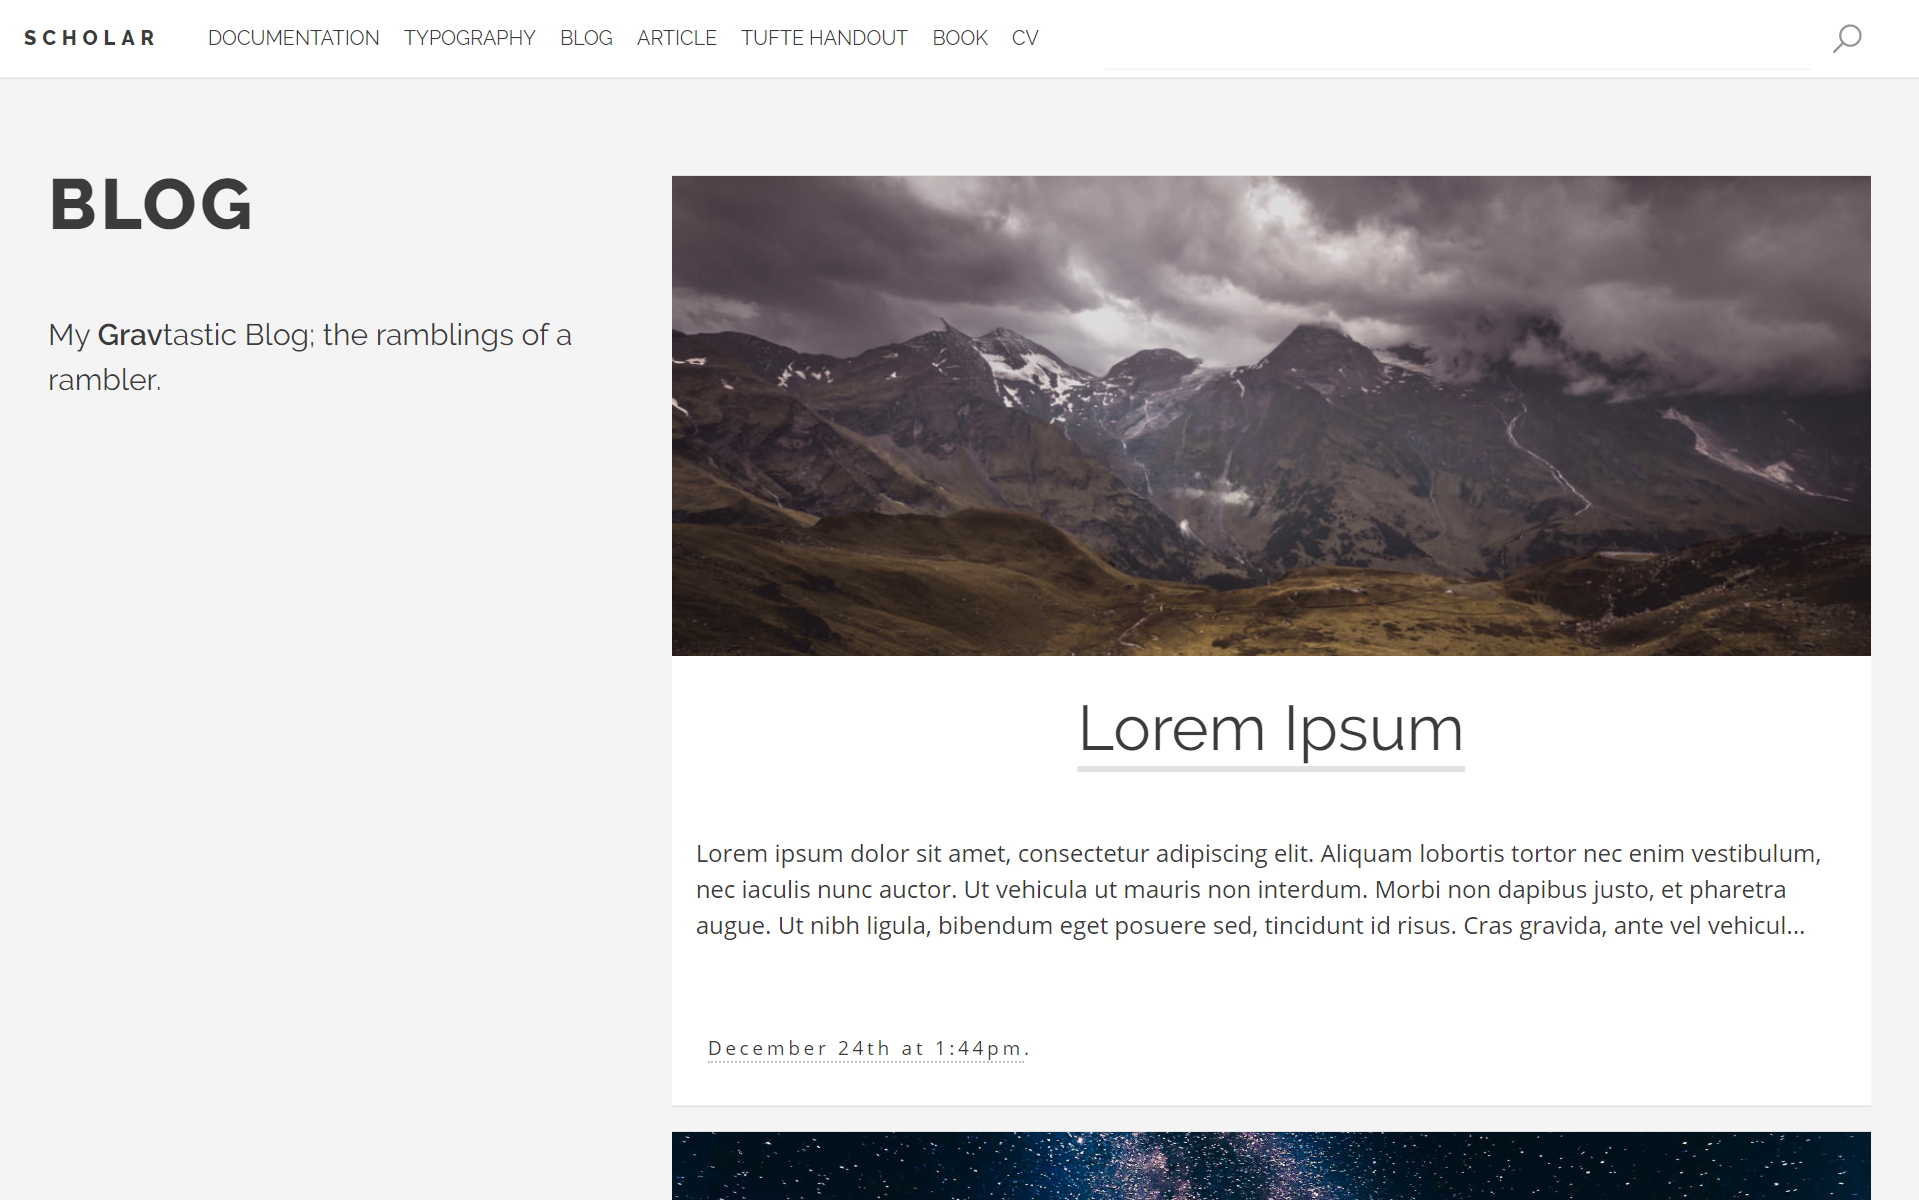 SCHOLAR
DOCUMENTATION TYPOGRAPHY BLOG ARTICLE TUFTE HANDOUT BOOK CV
BLOG
My Gravtastic Blog; the ramblings of a
rambler.
Lorem Ipsum
Lorem ipsum dolor sit amet, consectetur adipiscing elit. Aliquam lobortis tortor nec enim vestibulum,
nec iaculis nunc auctor. Ut vehicula ut mauris non interdum. Morbi non dapibus justo, et pharetra
augue. Ut nibh ligula, bibendum eget posuere sed, tincidunt id risus. Cras gravida, ante vel vehicul...
December 24th at 1:44pm.